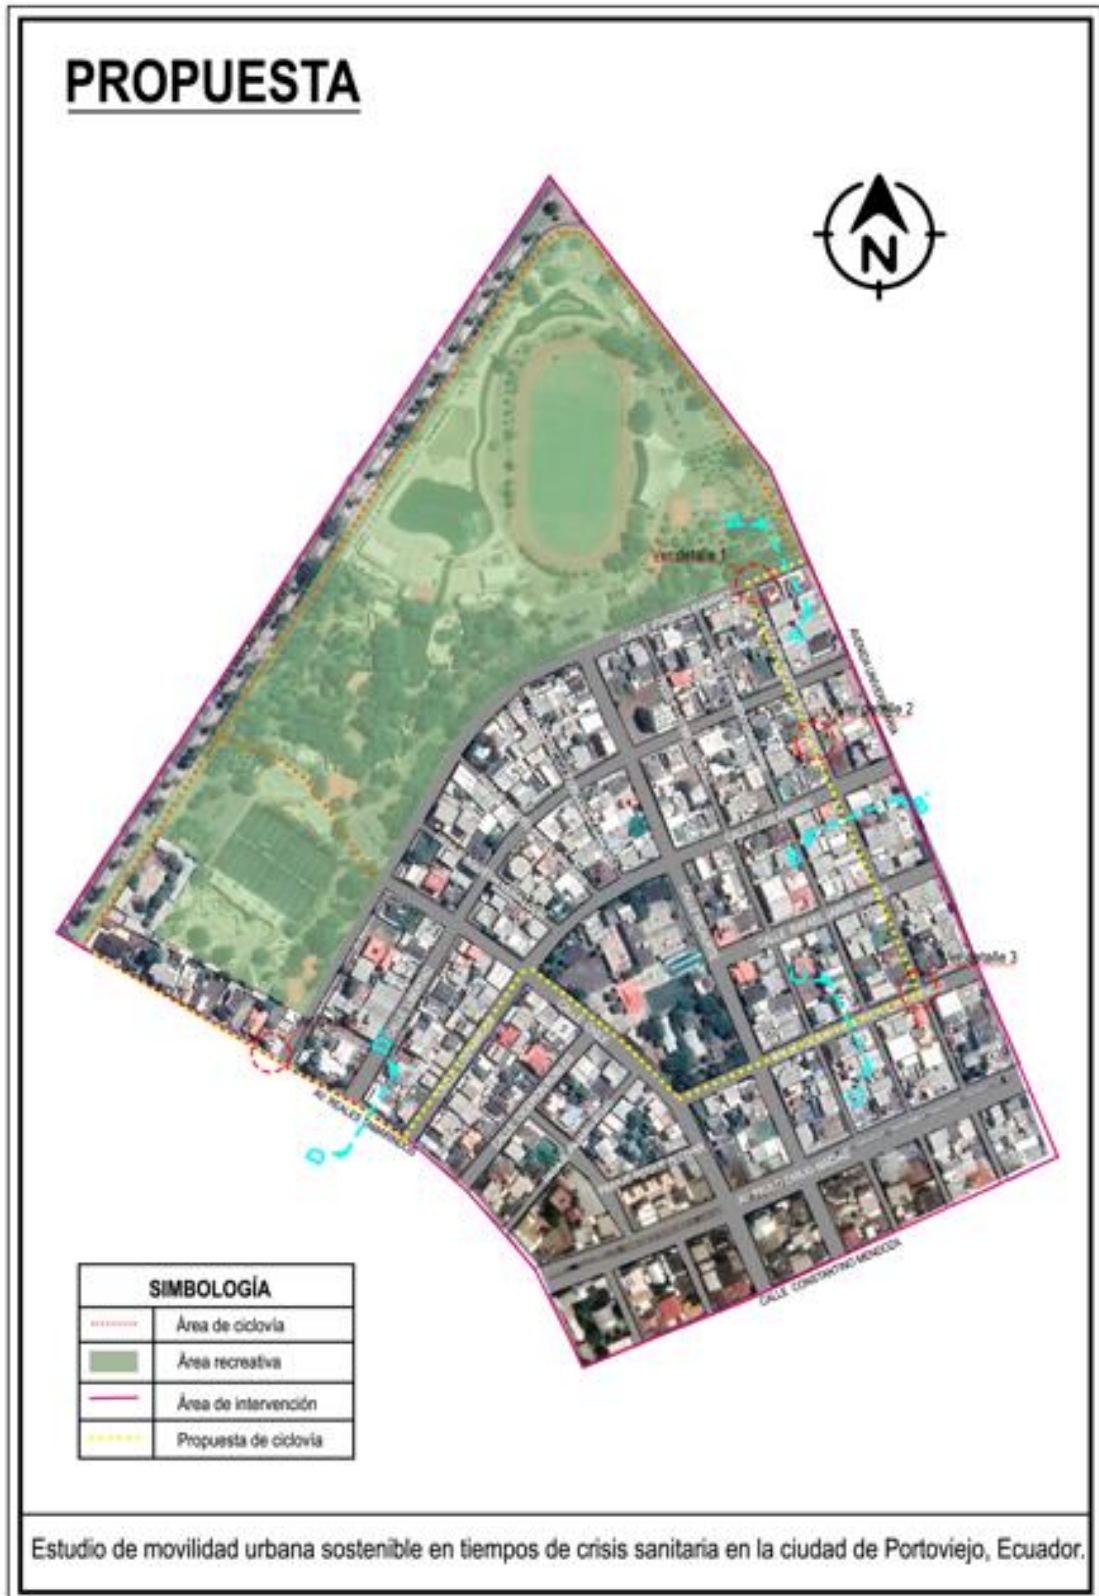 PROPUESTA
N
Ver detalle 1
AVENIDA UNIVERSITARIA
Ver detalle 2
Ver detalle 3
D
CALLE CONSTANTINO MENDOZA
SIMBOLOGÍA
Área de ciclovía
Área recreativa
Área de intervención
Propuesta de ciclovía
Estudio de movilidad urbana sostenible en tiempos de crisis sanitaria en la ciudad de Portoviejo, Ecuador.